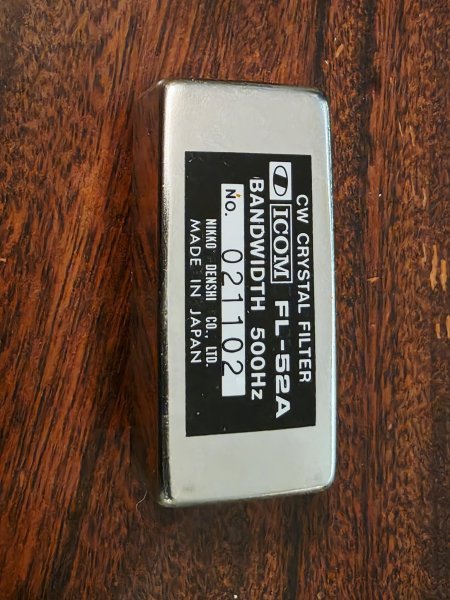 CW CRYSTAL FILTER
ICOM FL-52A
BANDWIDTH 500Hz
No. 021102
NIKKO DENSHI CO., LTD.
MADE IN JAPAN